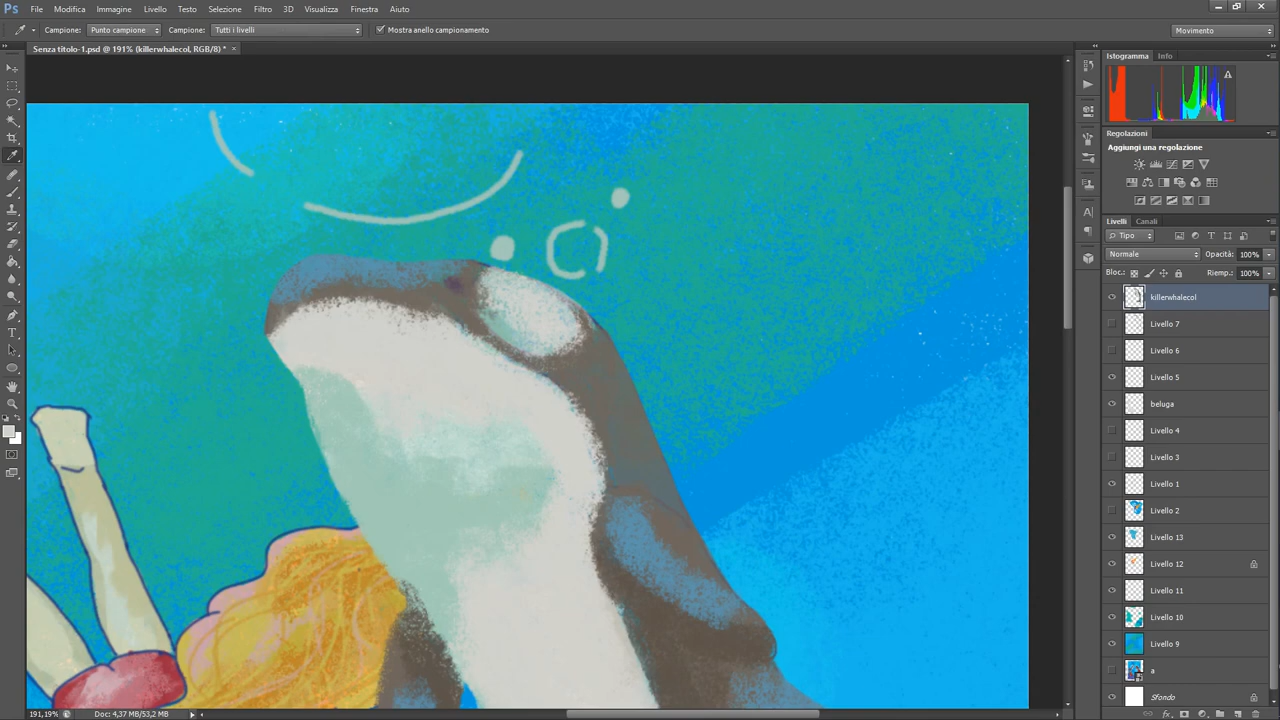 Ps File Modifica Immagine Livello Testo Selezione Filtro 3D Visualizza Finestra Aiuto
Campione: Punto campione Campione: Tutti i livelli Mostra anello campionamento Movimento
Senza titolo-1.psd @ 191% (killerwhalecol, RGB/8) * ×
Istogramma Info
Regolazioni
Aggiungi una regolazione
Livelli Canali
Tipo
Normale Opacità: 100%
Bloc.: Riemp.: 100%
killerwhalecol
Livello 7
Livello 6
Livello 5
beluga
Livello 4
Livello 3
Livello 1
Livello 2
Livello 13
Livello 12
Livello 11
Livello 10
Livello 9
a
Sfondo
191,19% Doc: 4,37 MB/53,2 MB